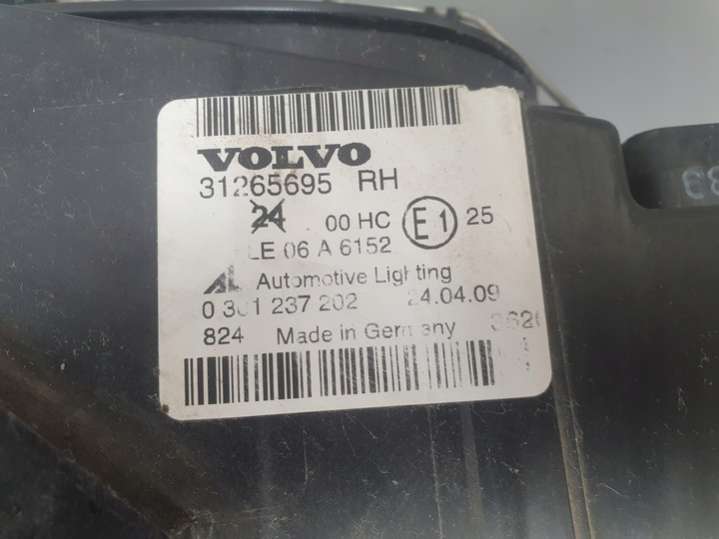 VOLVO
31265695 RH
24 00 HC E1 25
LE 06 A 6152
AL Automotive Lighting
0 301 237 202 24.04.09
824 Made in Germany